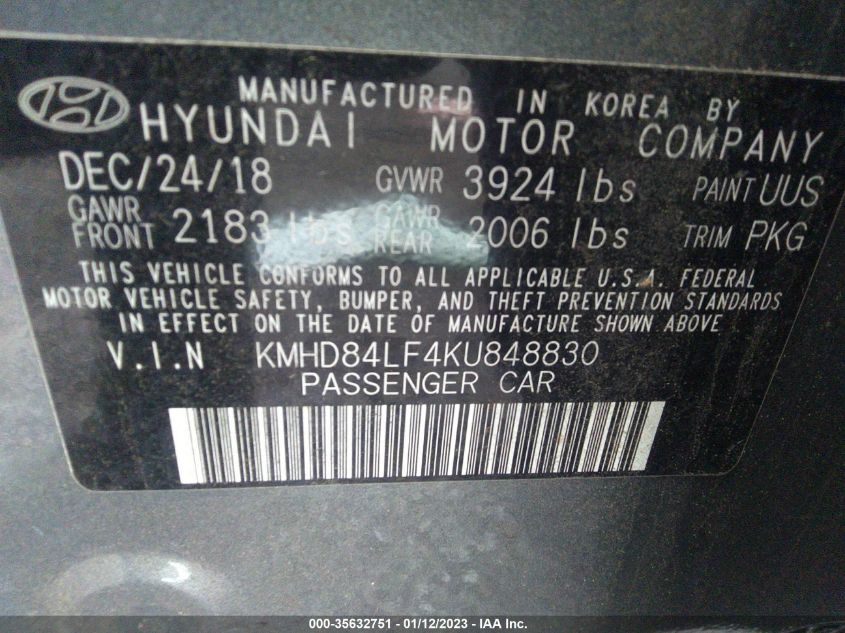 MANUFACTURED IN KOREA BY
HYUNDAI MOTOR COMPANY
DEC/24/18 GVWR 3924 lbs PAINT UUS
GAWR FRONT 2183 lbs GAWR REAR 2006 lbs TRIM PKG
THIS VEHICLE CONFORMS TO ALL APPLICABLE U.S.A. FEDERAL
MOTOR VEHICLE SAFETY, BUMPER, AND THEFT PREVENTION STANDARDS
IN EFFECT ON THE DATE OF MANUFACTURE SHOWN ABOVE
V.I.N KMHD84LF4KU848830
PASSENGER CAR
000-35632751 — 01/12/2023 — IAA Inc.